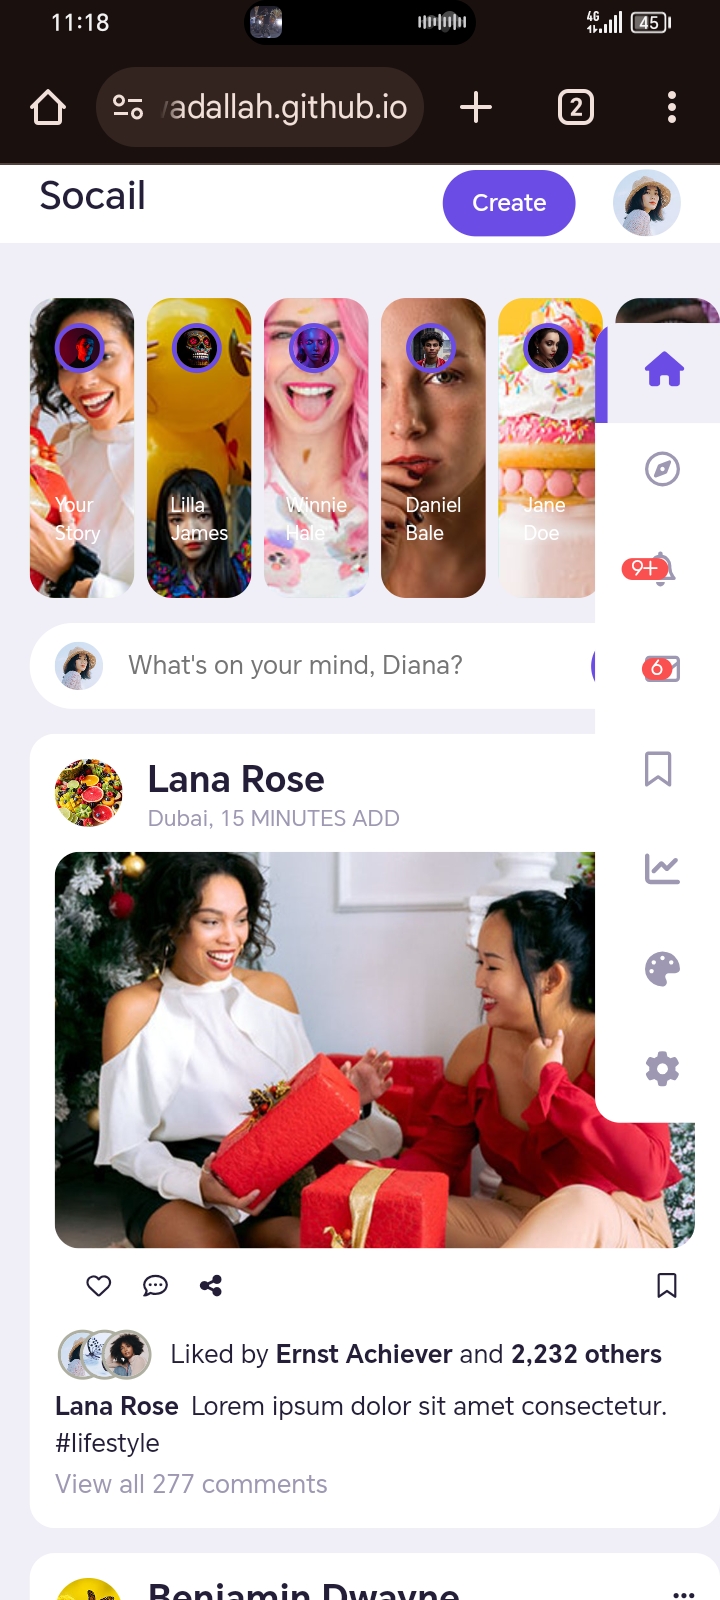 11:18
4G
45
adallah.github.io
2
Socail
Create
Your
Story
Lilla
James
Winnie
Hale
Daniel
Bale
Jane
Doe
9+
What's on your mind, Diana?
6
Lana Rose
Dubai, 15 MINUTES ADD
Liked by Ernst Achiever and 2,232 others
Lana Rose Lorem ipsum dolor sit amet consectetur.
#lifestyle
View all 277 comments
Benjamin Dwayne